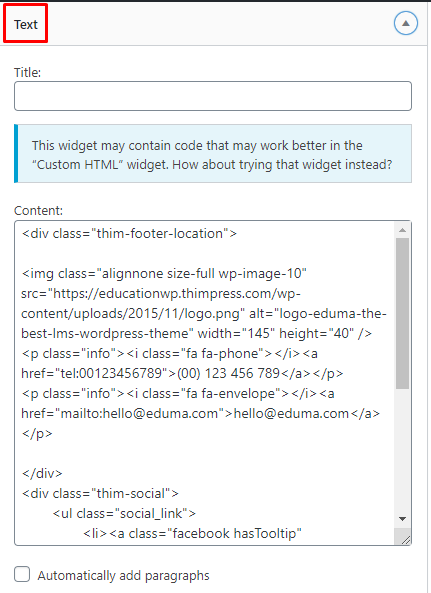 Text
Title:
This widget may contain code that may work better in the
“Custom HTML” widget. How about trying that widget instead?
Content:
<div class="thim-footer-location">
<img class="alignnone size-full wp-image-10"
src="https://educationwp.thimpress.com/wp-
content/uploads/2015/11/logo.png" alt="logo-eduma-the-
best-lms-wordpress-theme" width="145" height="40" />
<p class="info"><i class="fa fa-phone"></i><a
href="tel:00123456789">(00) 123 456 789</a></p>
<p class="info"><i class="fa fa-envelope"></i><a
href="mailto:hello@eduma.com">hello@eduma.com</a>
</p>
</div>
<div class="thim-social">
<ul class="social_link">
<li><a class="facebook hasTooltip"
Automatically add paragraphs